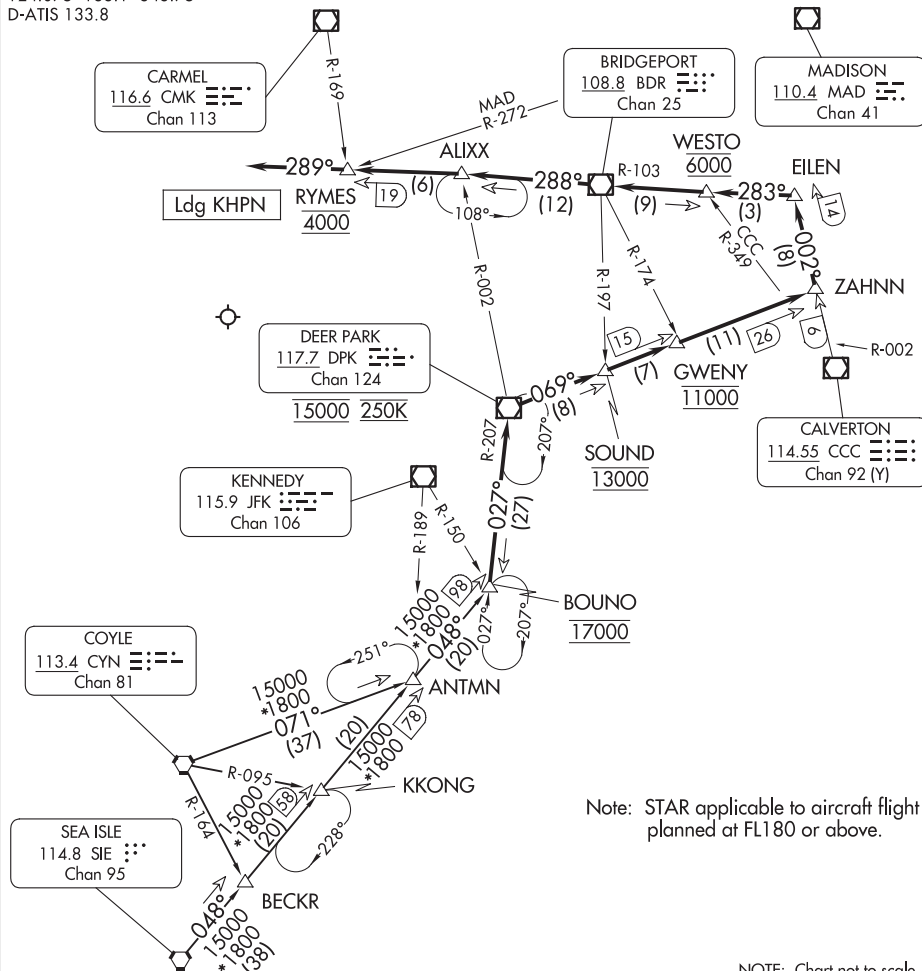 D-ATIS 133.8
CARMEL
116.6 CMK
Chan 113
R-169
MAD
R-272
BRIDGEPORT
108.8 BDR
Chan 25
MADISON
110.4 MAD
Chan 41
WESTO
6000
EILEN
ALIXX
R-103
289°
RYMES
4000
19
(6)
108°
288°
(12)
(9)
283°
(3)
14
Ldg KHPN
CCC
R-349
002°
(8)
ZAHNN
R-002
R-197
R-174
DEER PARK
117.7 DPK
Chan 124
15000 250K
15
(7)
(11)
26
9
R-002
GWENY
11000
069°
(8)
R-207
207°
SOUND
13000
CALVERTON
114.55 CCC
Chan 92 (Y)
KENNEDY
115.9 JFK
Chan 106
R-189
R-150
027°
(27)
BOUNO
17000
027°
207°
15000
*1800
98
048°
(20)
COYLE
113.4 CYN
Chan 81
251°
ANTMN
15000
*1800
071°
(37)
(20)
15000
*1800
78
R-095
KKONG
R-164
15000
*1800
58
(20)
228°
Note: STAR applicable to aircraft flight
planned at FL180 or above.
SEA ISLE
114.8 SIE
Chan 95
BECKR
048°
15000
*1800
(38)